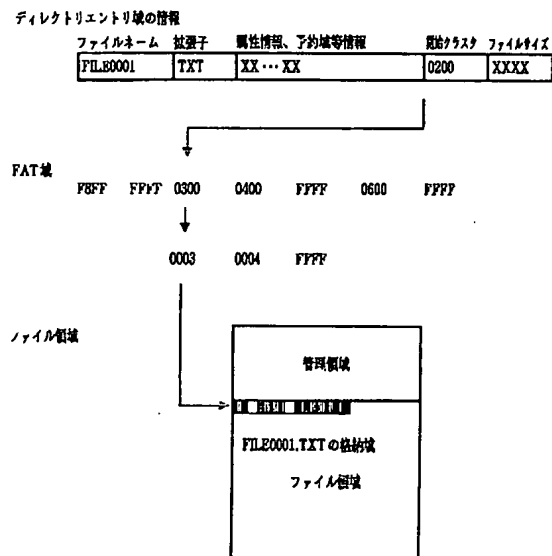 ディレクトリエントリ域の情報
ファイルネーム 拡張子 属性情報、予約域等情報 開始クラスタ ファイルサイズ
FILE0001 TXT XX…XX 0200 XXXX
FAT域
F8FF FFFF 0300 0400 FFFF 0600 FFFF
0003 0004 FFFF
ファイル領域
管理領域
FILE0001.TXTの格納域
ファイル領域